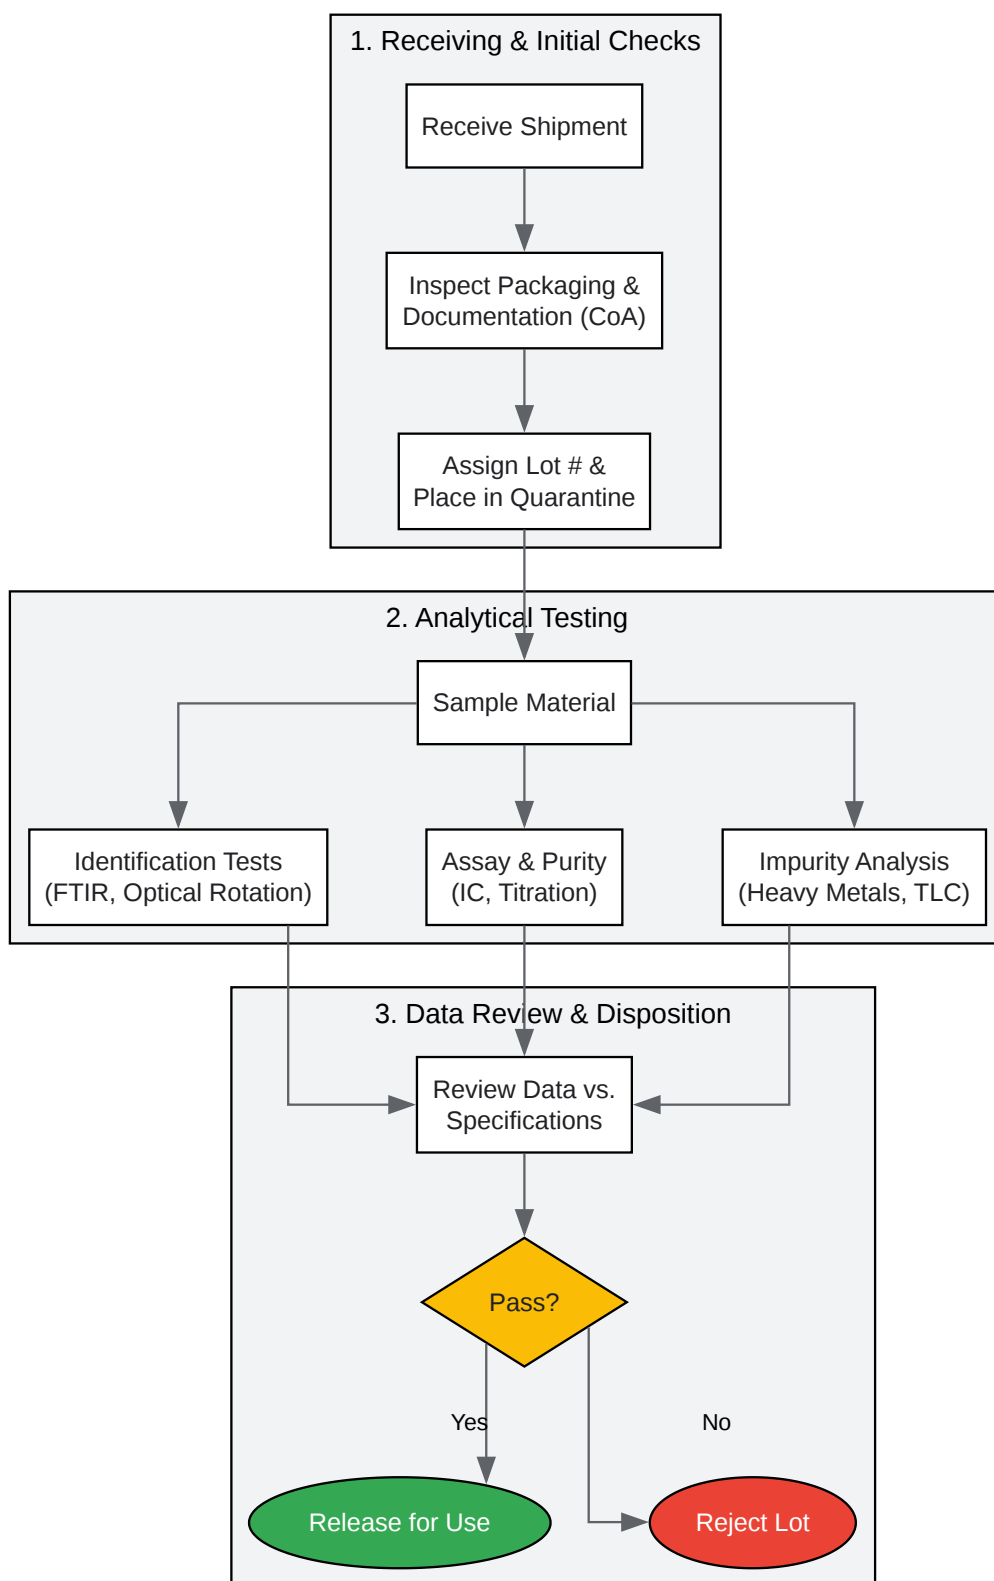 1. Receiving & Initial Checks
Receive Shipment
Inspect Packaging &
Documentation (CoA)
Assign Lot # &
Place in Quarantine
2. Analytical Testing
Sample Material
Identification Tests
(FTIR, Optical Rotation)
Assay & Purity
(IC, Titration)
Impurity Analysis
(Heavy Metals, TLC)
3. Data Review & Disposition
Review Data vs.
Specifications
Pass?
Yes
No
Release for Use
Reject Lot